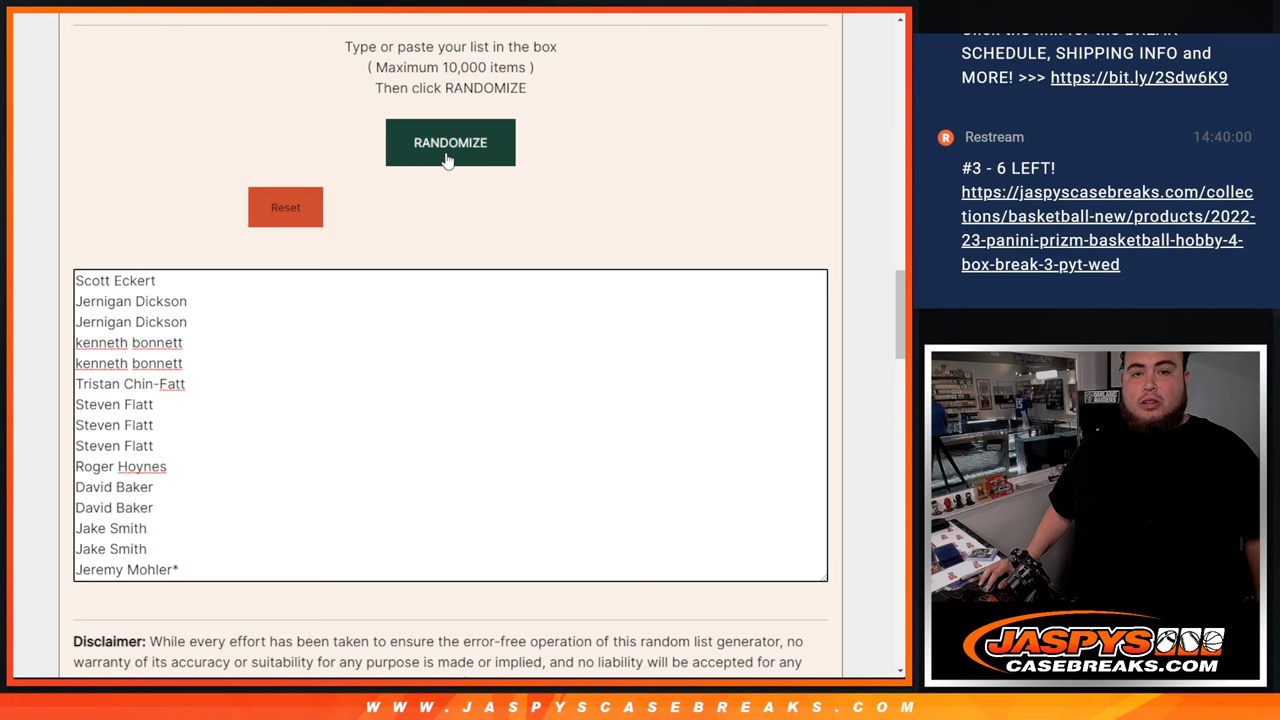 Type or paste your list in the box
( Maximum 10,000 items )
Then click RANDOMIZE
RANDOMIZE
Reset
Scott Eckert
Jernigan Dickson
Jernigan Dickson
kenneth bonnett
kenneth bonnett
Tristan Chin-Fatt
Steven Flatt
Steven Flatt
Steven Flatt
Roger Hoynes
David Baker
David Baker
Jake Smith
Jake Smith
Jeremy Mohler*
Disclaimer: While every effort has been taken to ensure the error-free operation of this random list generator, no
warranty of its accuracy or suitability for any purpose is made or implied, and no liability will be accepted for any
SCHEDULE, SHIPPING INFO and
MORE! >>> https://bit.ly/2Sdw6K9
R Restream 14:40:00
#3 - 6 LEFT!
https://jaspyscasebreaks.com/collec
tions/basketball-new/products/2022-
23-panini-prizm-basketball-hobby-4-
box-break-3-pyt-wed
15
JASPYS
CASEBREAKS.COM
WWW.JASPYSCASEBREAKS.COM